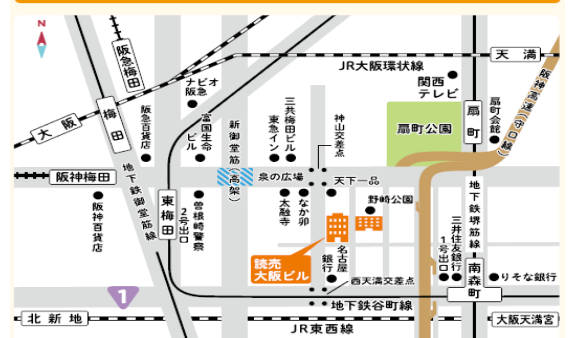 N
阪急梅田
JR大阪環状線
天満
関西
テレビ
ナビオ
阪急
大阪
梅田
阪急百貨店
富国生命
ビル
新御堂筋(高架)
三共梅田ビル
東急イン
神山交差点
扇町公園
扇町
扇町会館
阪神高速(守口線)
阪神梅田
泉の広場
天下一品
地下鉄御堂筋線
阪神百貨店
東梅田
2号出口
曽根崎警察
太融寺
なか卯
野崎公園
地下鉄堺筋線
読売
大阪ビル
名古屋
銀行
1号出口
三井住友銀行
南森町
りそな銀行
西天満交差点
1
地下鉄谷町線
北新地
JR東西線
大阪天満宮